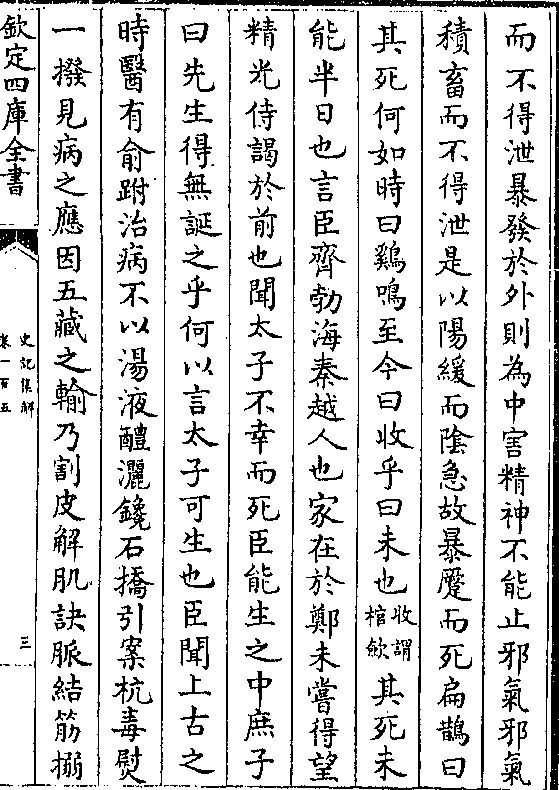 而不得泄暴發於外則為中害精神不能止邪氣邪氣
積畜而不得泄是以陽緩而隂急故暴蹷而死扁鵲曰
其死何如時曰雞鳴至今曰收乎曰未也收謂棺歛其死未
能半日也言臣齊勃海秦越人也家在於鄭未嘗得望
精光侍謁於前也聞太子不幸而死臣能生之中庶子
曰先生得無誕之乎何以言太子可生也臣聞上古之
時醫有俞跗治病不以湯液醴灑鑱石撟引案杬毒熨
一撥見病之應因五藏之輸乃割皮解肌訣脈結筋搦
欽定四庫全書
史記集解
卷一百五
三